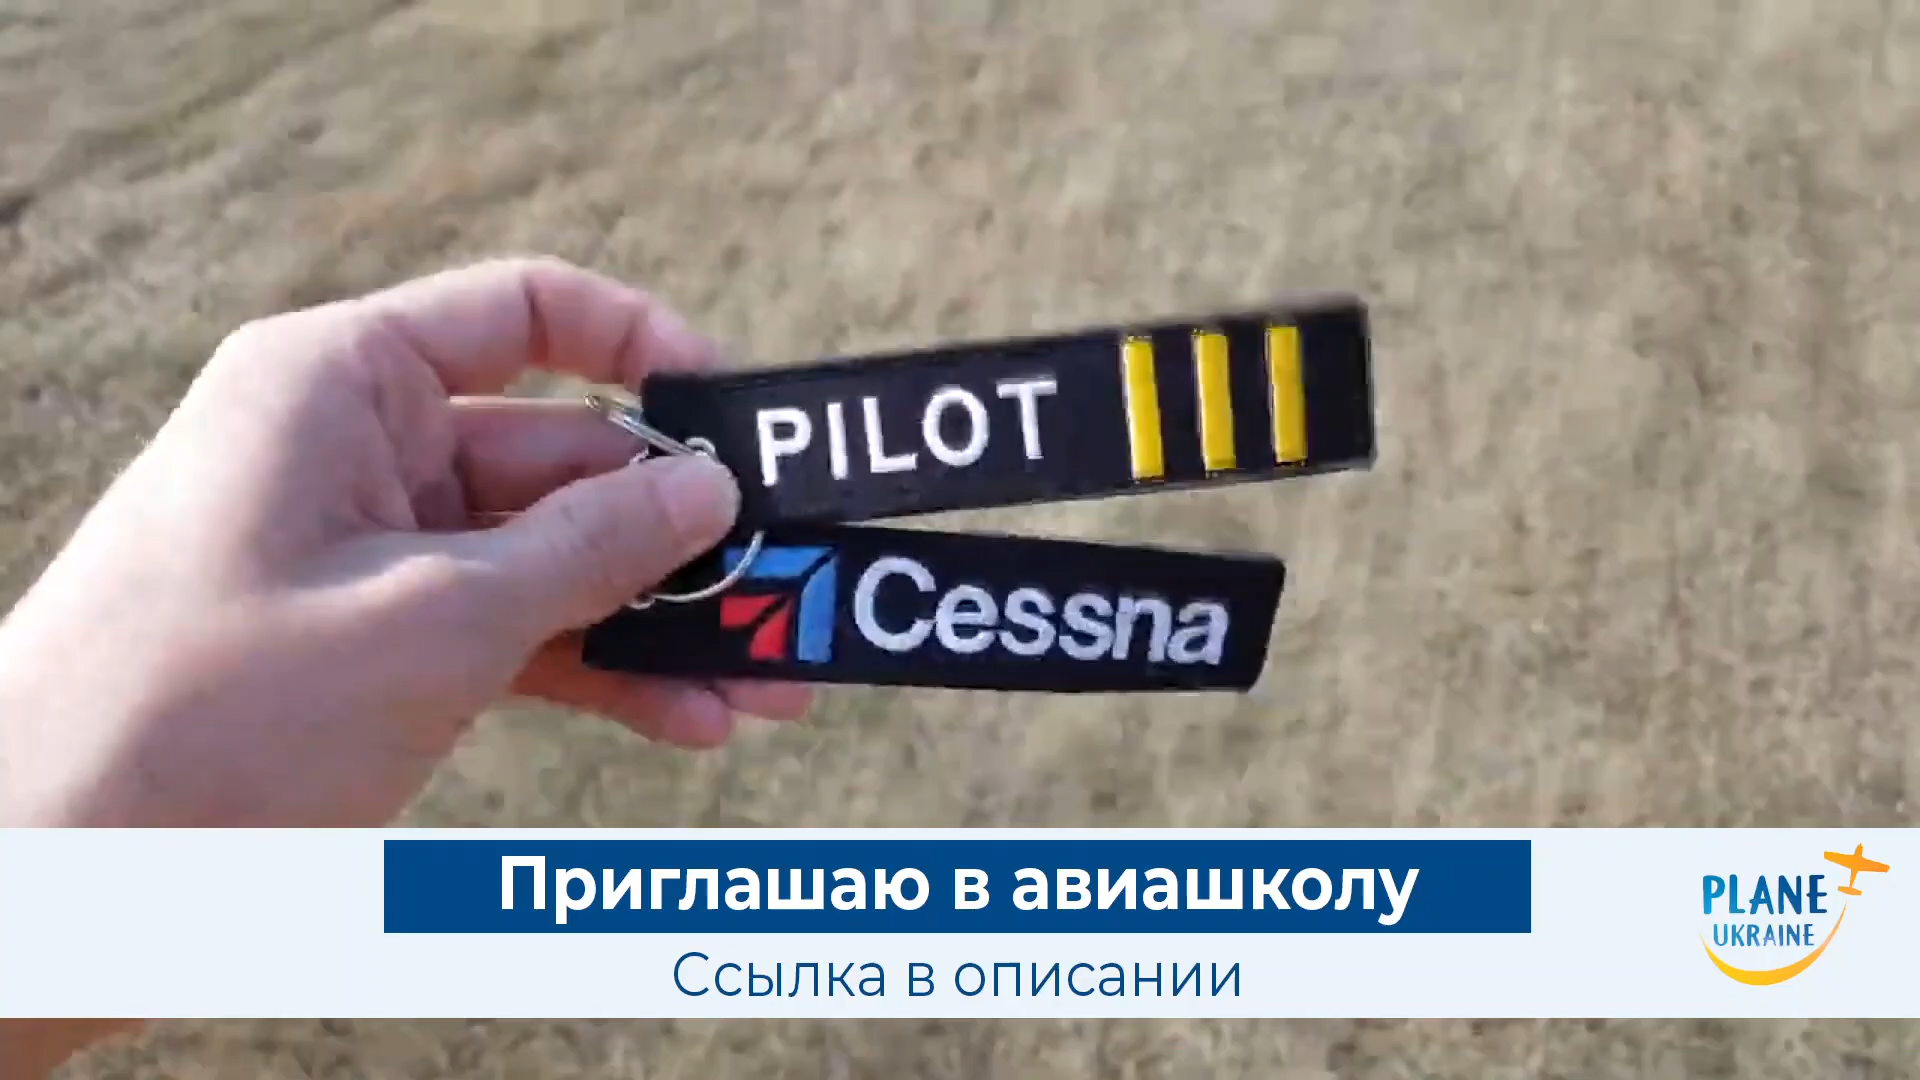 PILOT
Cessna
Приглашаю в авиашколу
Ссылка в описании
PLANE
UKRAINE